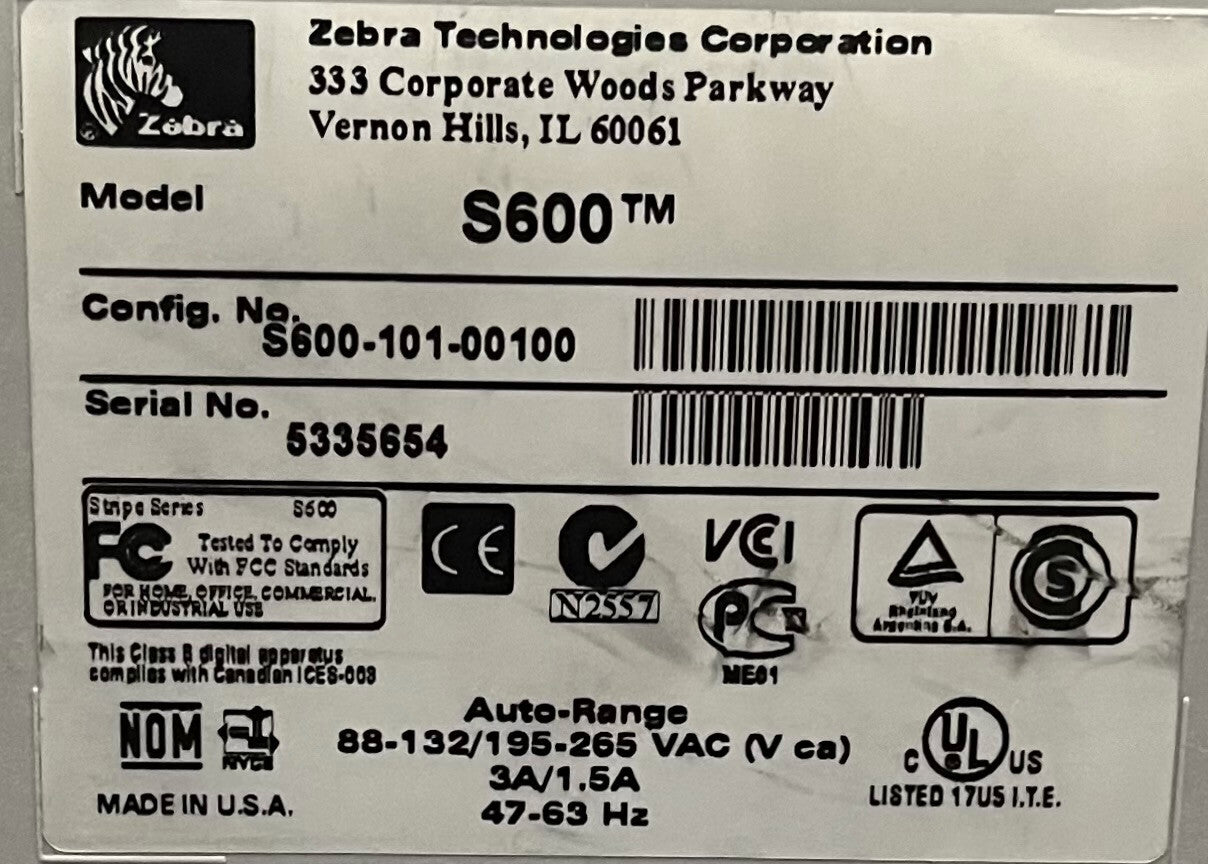 Zebra Technologies Corporation
333 Corporate Woods Parkway
Vernon Hills, IL 60061
® Zebra
Model
S600™
Config. No.
S600-101-00100
Serial No.
5335654
Stripe Series S600
FC Tested To Comply
With FCC Standards
FOR HOME, OFFICE, COMMERCIAL,
OR INDUSTRIAL USE
CE
N2557
VCI
PC
ME01
TUV
Rheinland
Argentina S.A.
S
This Class B digital apparatus
complies with Canadian ICES-003
NOM
NYCE
MADE IN U.S.A.
Auto-Range
88-132/195-265 VAC (V ca)
3A/1.5A
47-63 Hz
C UL US
LISTED 17U5 I.T.E.